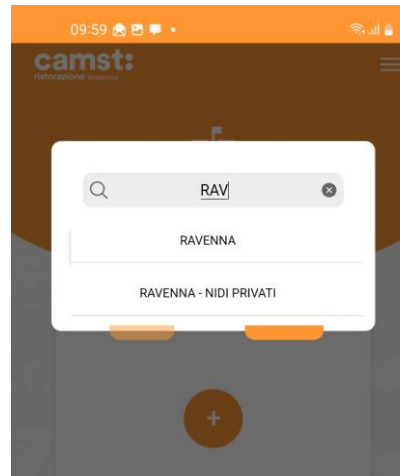 09:59
camst:
ristorazione
RAV
RAVENNA
RAVENNA - NIDI PRIVATI
+